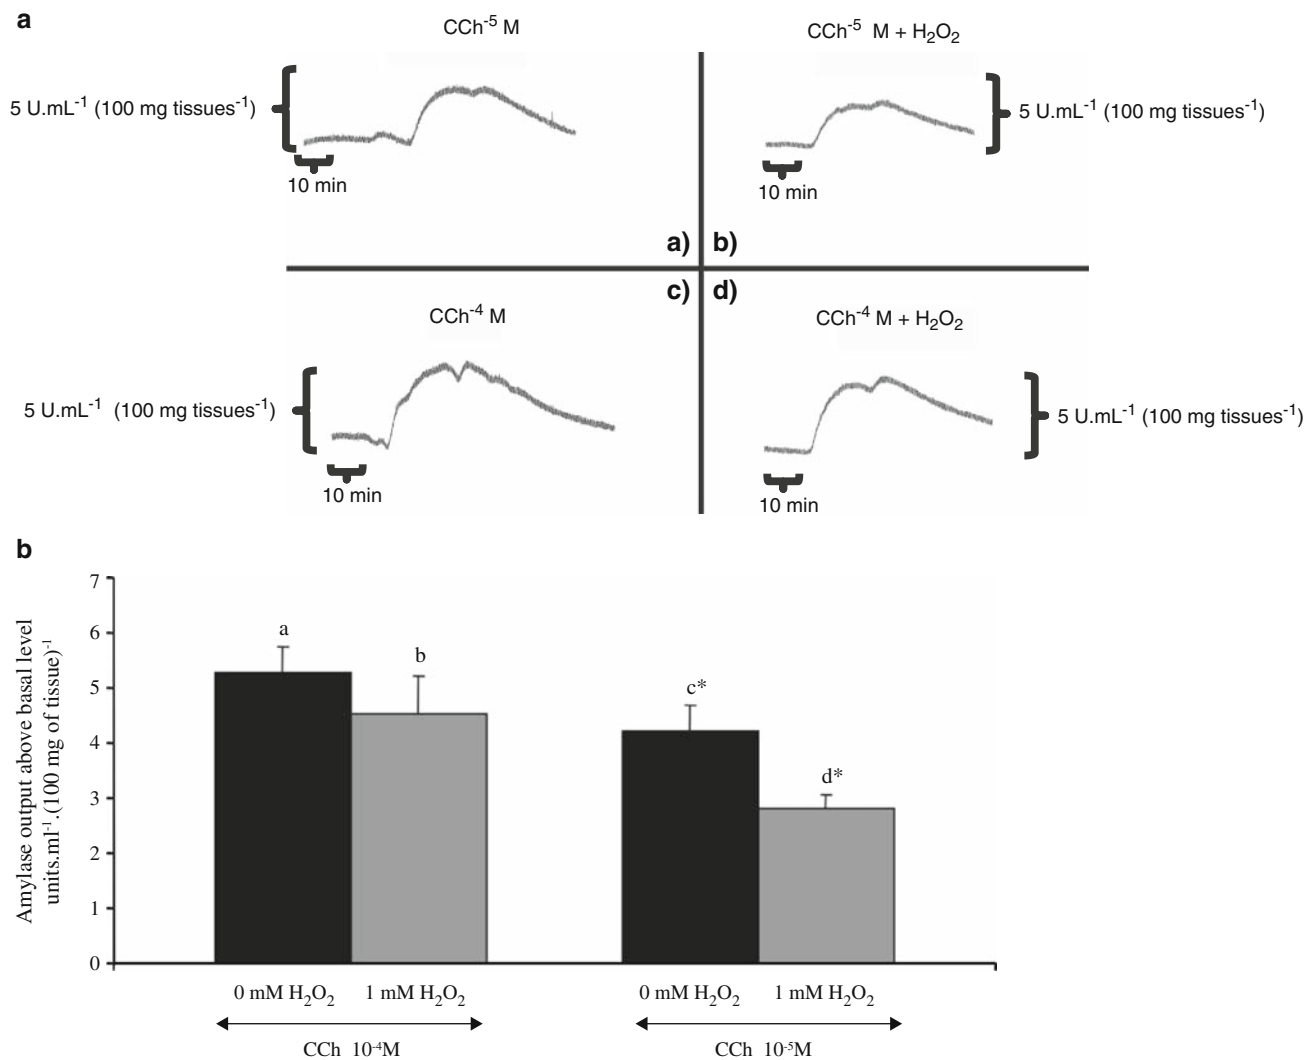 a
CCh⁻⁵ M
CCh⁻⁵ M + H₂O₂
5 U.mL⁻¹ (100 mg tissues⁻¹)
5 U.mL⁻¹ (100 mg tissues⁻¹)
10 min
10 min
a) b)
c) d)
CCh⁻⁴ M
CCh⁻⁴ M + H₂O₂
5 U.mL⁻¹ (100 mg tissues⁻¹)
5 U.mL⁻¹ (100 mg tissues⁻¹)
10 min
10 min
b
Amylase output above basal level
units.ml⁻¹.(100 mg of tissue)⁻¹
7
6
5
4
3
2
1
0
a
b
c*
d*
0 mM H₂O₂ 1 mM H₂O₂ 0 mM H₂O₂ 1 mM H₂O₂
CCh 10⁻⁴M CCh 10⁻⁵M